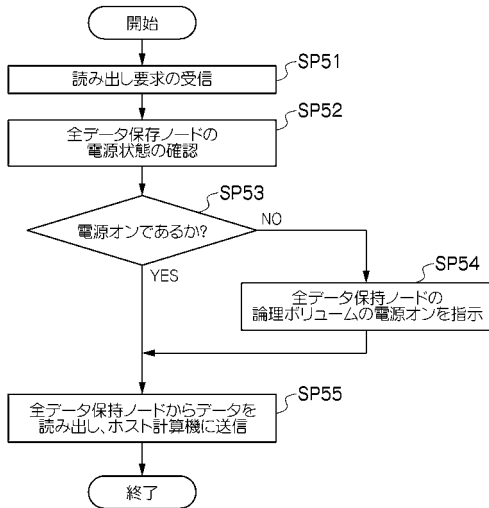 開始
SP51
読み出し要求の受信
SP52
全データ保存ノードの
電源状態の確認
SP53
電源オンであるか?
NO
YES
SP54
全データ保持ノードの
論理ボリュームの電源オンを指示
SP55
全データ保持ノードからデータを
読み出し、ホスト計算機に送信
終了